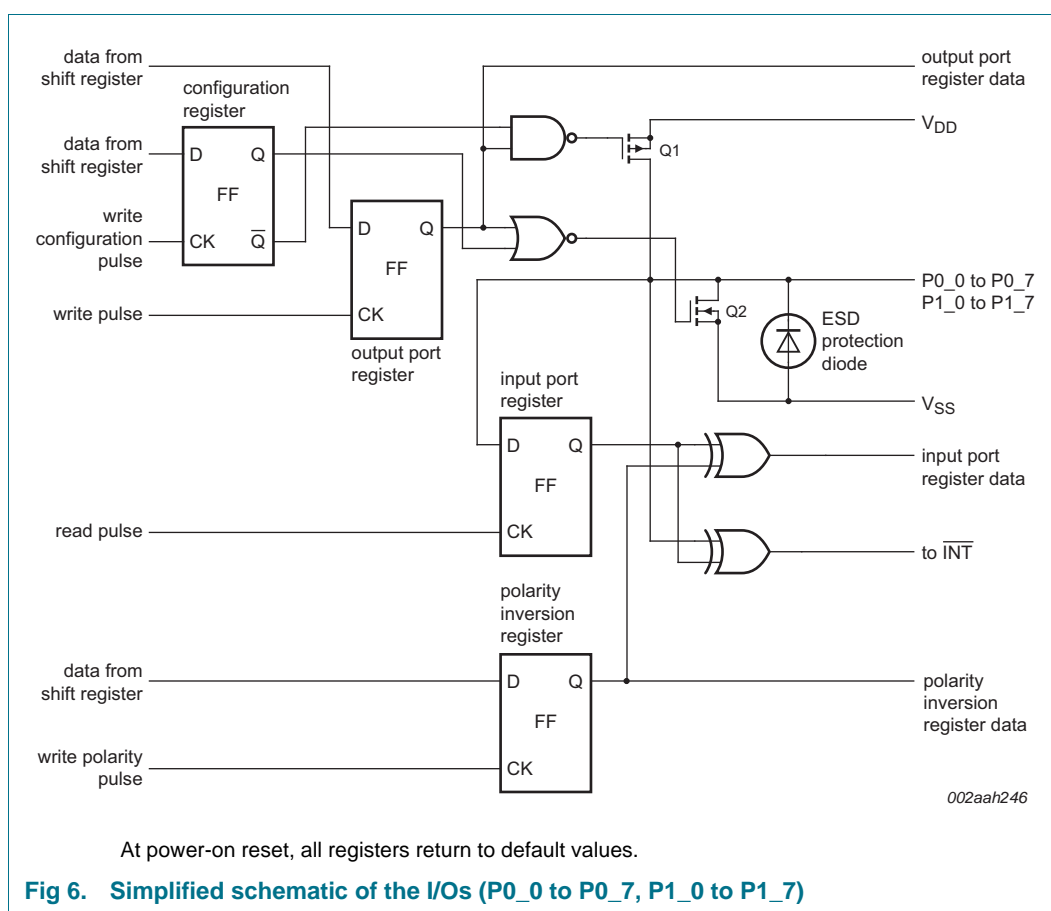 data from
shift register
configuration
register
data from
shift register
D
Q
FF
write
configuration
pulse
CK
Q̅
D
Q
FF
CK
write pulse
output port
register
output port
register data
VDD
Q1
Q2
P0_0 to P0_7
P1_0 to P1_7
ESD
protection
diode
VSS
input port
register
D
Q
FF
CK
read pulse
input port
register data
to I̅N̅T̅
polarity
inversion
register
data from
shift register
D
Q
FF
CK
write polarity
pulse
polarity
inversion
register data
002aah246
At power-on reset, all registers return to default values.
Fig 6. Simplified schematic of the I/Os (P0_0 to P0_7, P1_0 to P1_7)